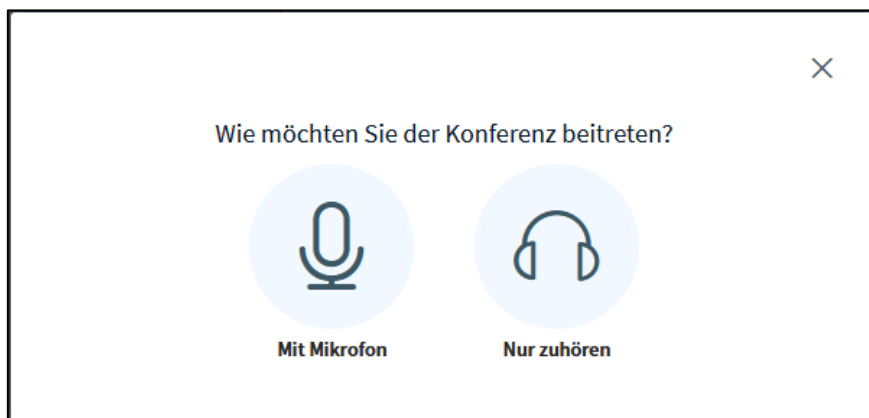 Wie möchten Sie der Konferenz beitreten?
Mit Mikrofon
Nur zuhören